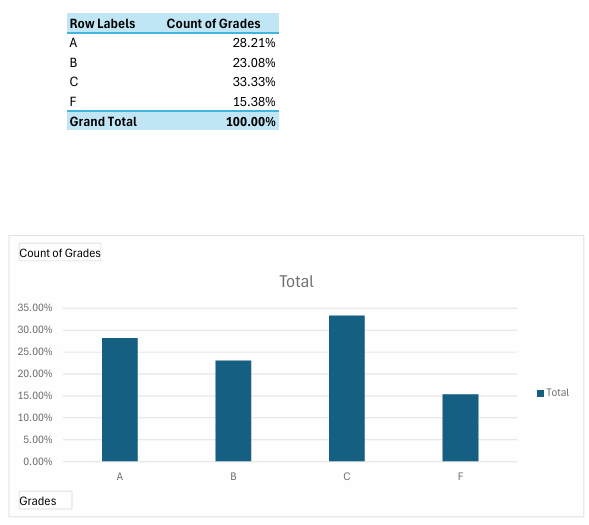 Row Labels Count of Grades
A 28.21%
B 23.08%
C 33.33%
F 15.38%
Grand Total 100.00%
Count of Grades
Total
35.00%
30.00%
25.00%
20.00%
15.00%
10.00%
5.00%
0.00%
A B C F
Total
Grades